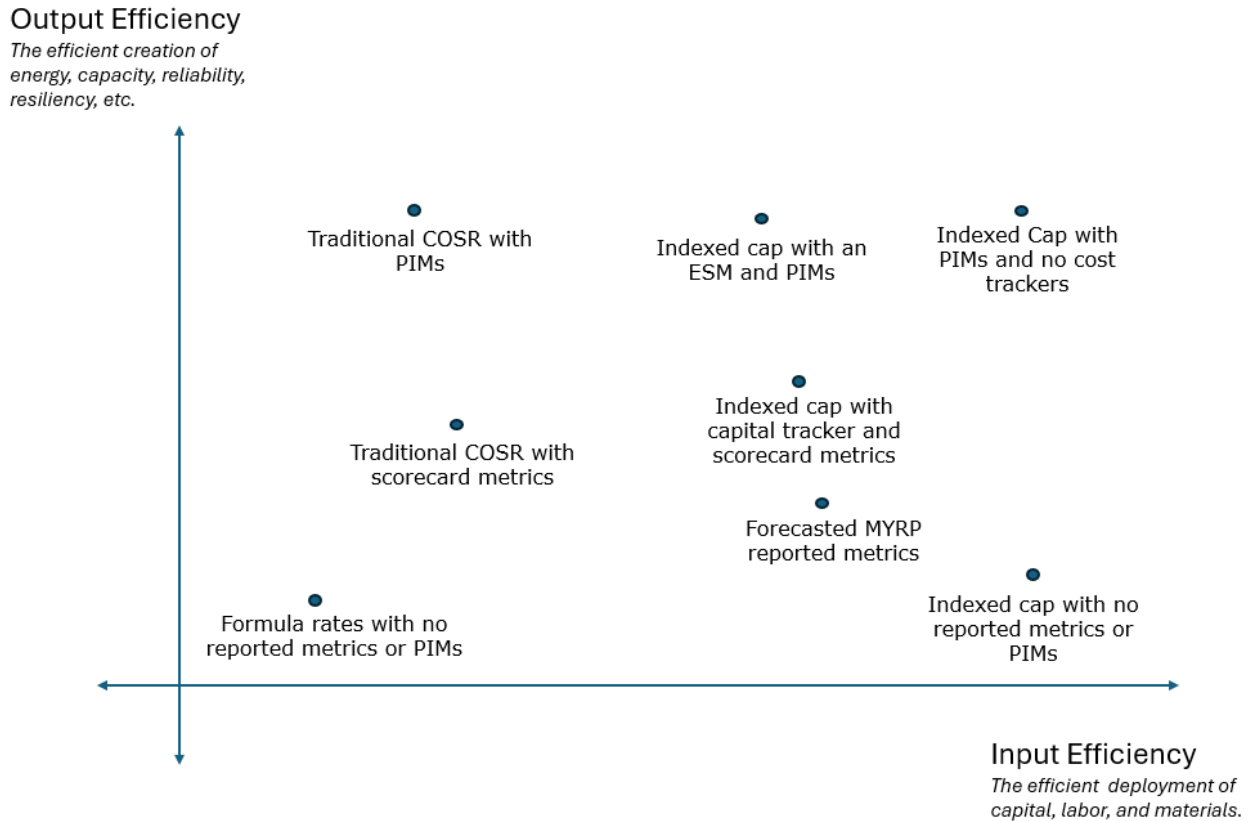 Output Efficiency
The efficient creation of
energy, capacity, reliability,
resiliency, etc.
Traditional COSR with
PIMs
Indexed cap with an
ESM and PIMs
Indexed Cap with
PIMs and no cost
trackers
Indexed cap with
capital tracker and
scorecard metrics
Traditional COSR with
scorecard metrics
Forecasted MYRP
reported metrics
Indexed cap with no
reported metrics or
PIMs
Formula rates with no
reported metrics or PIMs
Input Efficiency
The efficient deployment of
capital, labor, and materials.